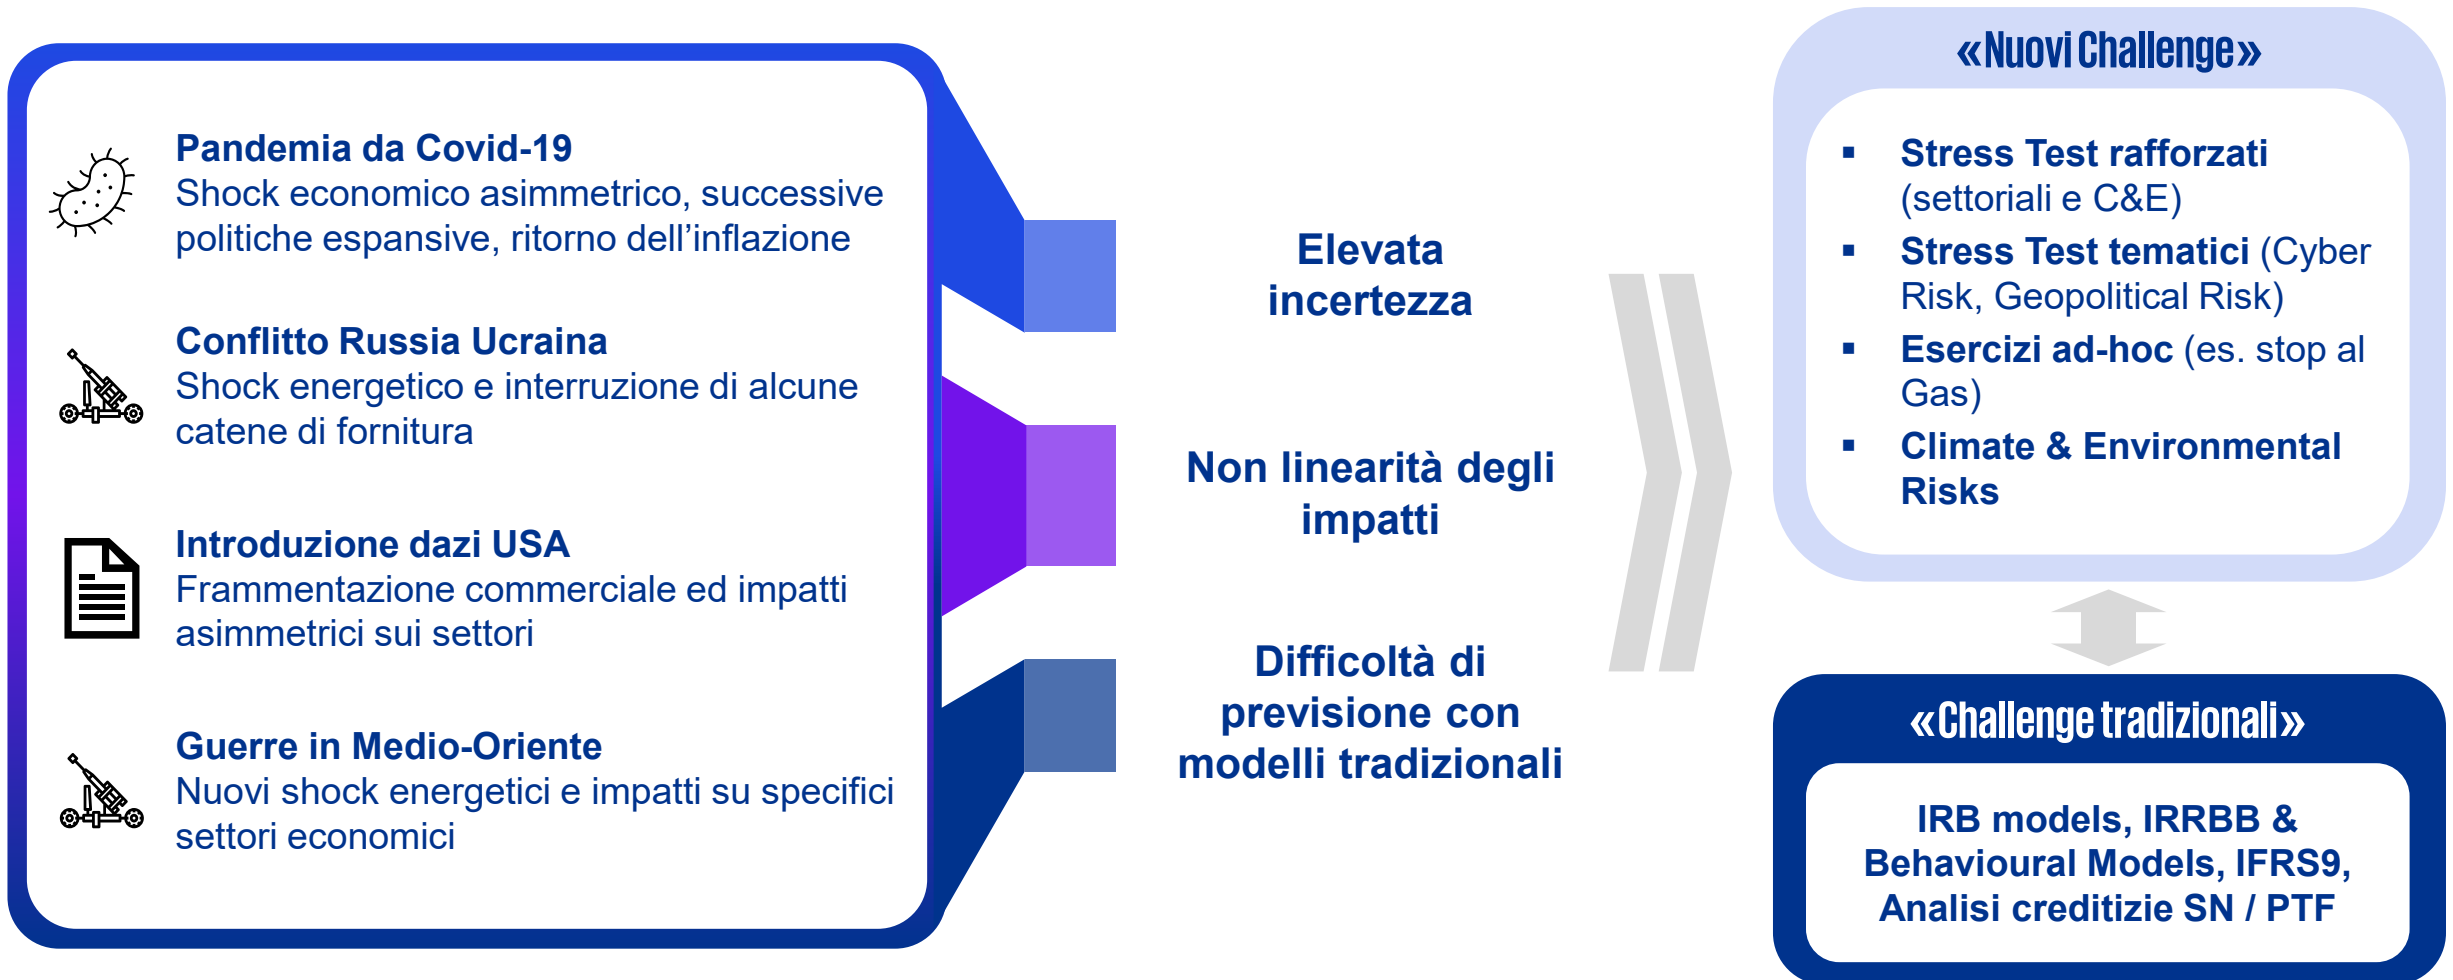 Pandemia da Covid-19
Shock economico asimmetrico, successive
politiche espansive, ritorno dell’inflazione
Conflitto Russia Ucraina
Shock energetico e interruzione di alcune
catene di fornitura
Introduzione dazi USA
Frammentazione commerciale ed impatti
asimmetrici sui settori
Guerre in Medio-Oriente
Nuovi shock energetici e impatti su specifici
settori economici
Elevata
incertezza
Non linearità degli
impatti
Difficoltà di
previsione con
modelli tradizionali
«Nuovi Challenge»
▪ Stress Test rafforzati
(settoriali e C&E)
▪ Stress Test tematici (Cyber
Risk, Geopolitical Risk)
▪ Esercizi ad-hoc (es. stop al
Gas)
▪ Climate & Environmental
Risks
«Challenge tradizionali»
IRB models, IRRBB &
Behavioural Models, IFRS9,
Analisi creditizie SN / PTF